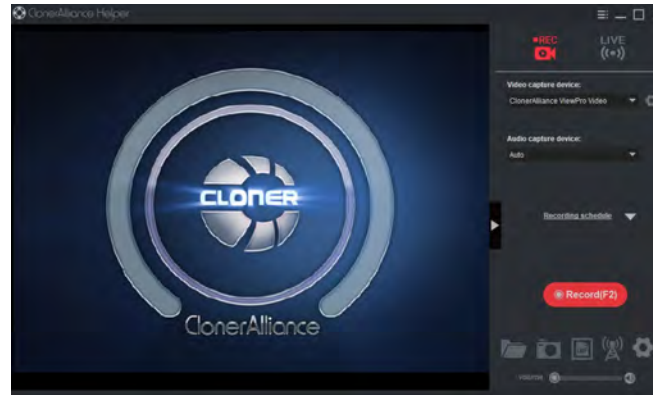 ClonerAlliance Helper
REC
LIVE
Video capture device:
ClonerAlliance ViewPro Video
Audio capture device:
Auto
CLONER
Recording schedule
Record(F2)
ClonerAlliance
volume